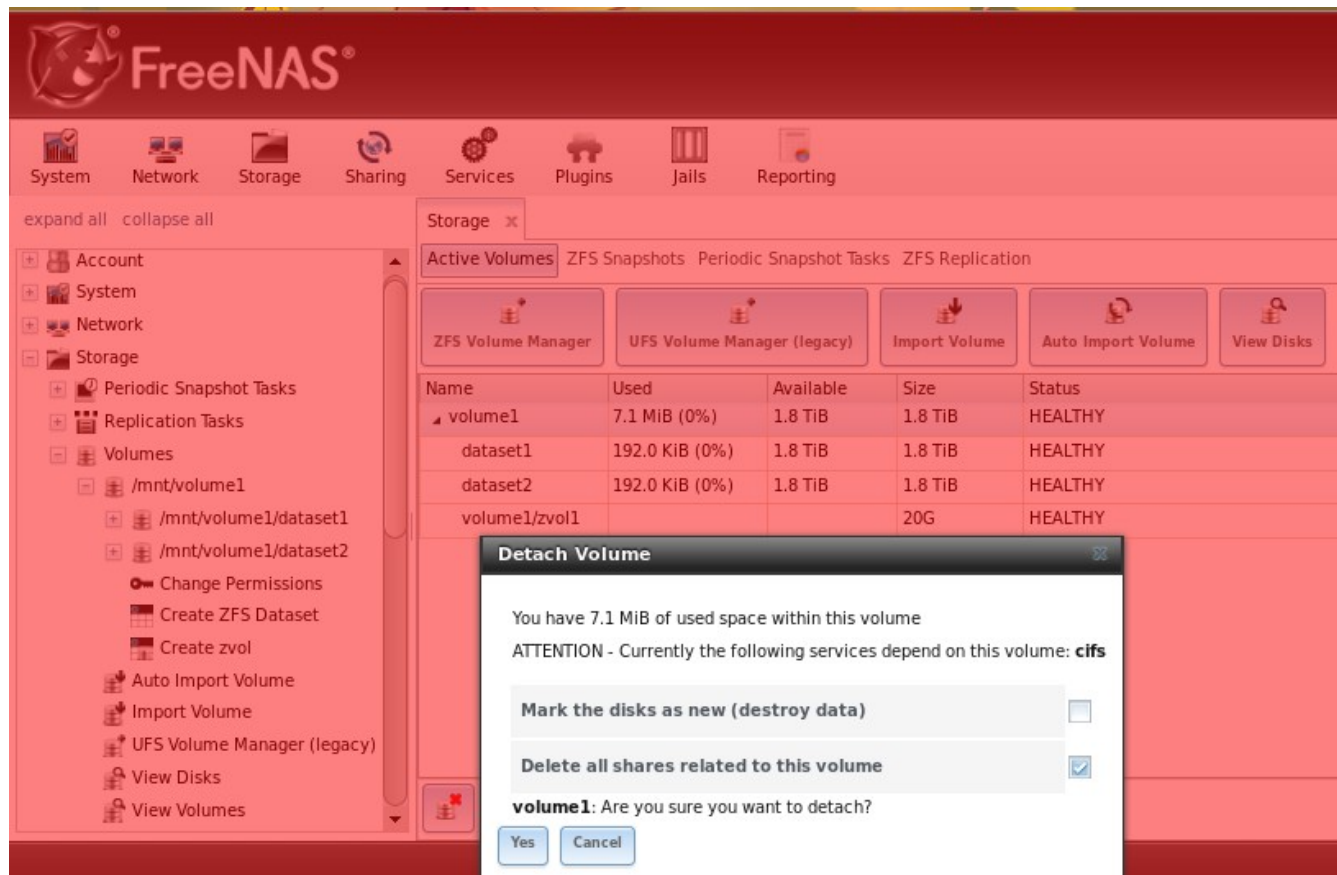 FreeNAS®
System Network Storage Sharing Services Plugins Jails Reporting
expand all collapse all
Account
System
Network
Storage
Periodic Snapshot Tasks
Replication Tasks
Volumes
/mnt/volume1
/mnt/volume1/dataset1
/mnt/volume1/dataset2
Change Permissions
Create ZFS Dataset
Create zvol
Auto Import Volume
Import Volume
UFS Volume Manager (legacy)
View Disks
View Volumes
Storage
Active Volumes ZFS Snapshots Periodic Snapshot Tasks ZFS Replication
ZFS Volume Manager UFS Volume Manager (legacy) Import Volume Auto Import Volume View Disks
Name Used Available Size Status
volume1 7.1 MiB (0%) 1.8 TiB 1.8 TiB HEALTHY
dataset1 192.0 KiB (0%) 1.8 TiB 1.8 TiB HEALTHY
dataset2 192.0 KiB (0%) 1.8 TiB 1.8 TiB HEALTHY
volume1/zvol1 20G HEALTHY
Detach Volume
You have 7.1 MiB of used space within this volume
ATTENTION - Currently the following services depend on this volume: cifs
Mark the disks as new (destroy data)
Delete all shares related to this volume
volume1: Are you sure you want to detach?
Yes Cancel